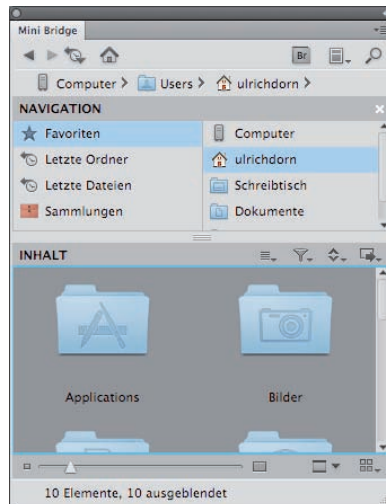 Mini Bridge
Br
Computer > Users > ulrichdorn >
NAVIGATION
Favoriten
Computer
Letzte Ordner
ulrichdorn
Letzte Dateien
Schreibtisch
Sammlungen
Dokumente
INHALT
Applications
Bilder
10 Elemente, 10 ausgeblendet